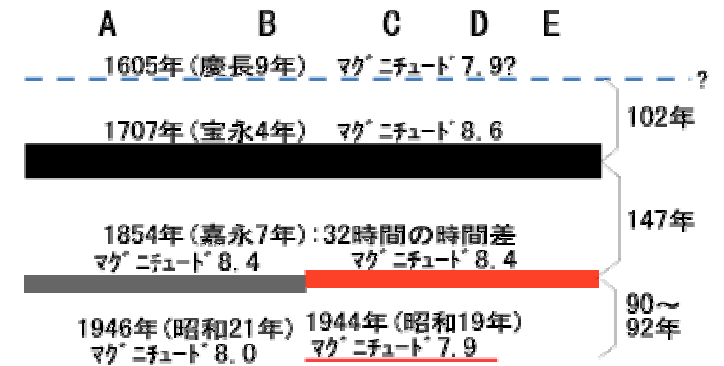 A B C D E
1605年(慶長9年) マグニチュード7.9?
?
102年
1707年(宝永4年) マグニチュード8.6
147年
1854年(嘉永7年):32時間の時間差
マグニチュード8.4 マグニチュード8.4
90～
92年
1946年(昭和21年) 1944年(昭和19年)
マグニチュード8.0 マグニチュード7.9